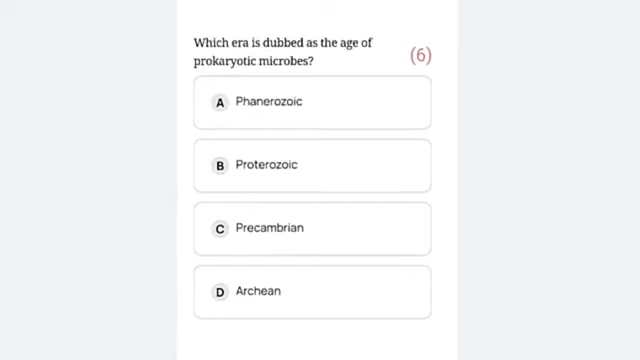 Which era is dubbed as the age of
prokaryotic microbes?
(6)
A Phanerozoic
B Proterozoic
C Precambrian
D Archean